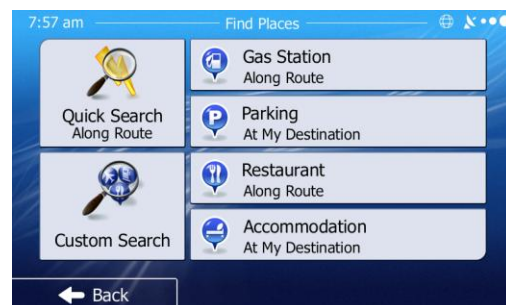 7:57 am
Find Places
Quick Search
Along Route
Custom Search
Gas Station
Along Route
P
Parking
At My Destination
Restaurant
Along Route
Accommodation
At My Destination
Back